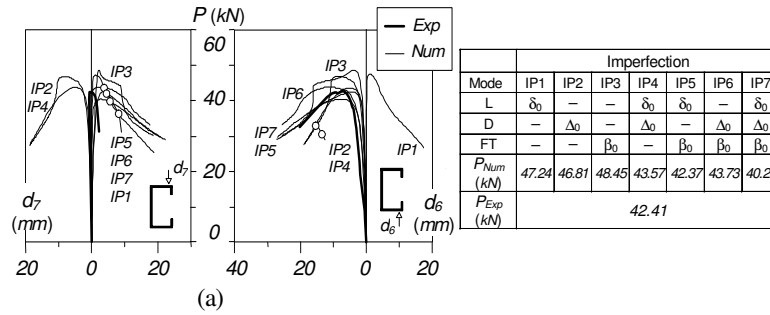 P (kN)
60
40
20
0
IP2
IP4
IP3
IP5
IP6
IP7
IP1
d7
d7
(mm)
20
0
20
IP3
IP6
IP7
IP5
IP2
IP4
IP1
d6
d6
(mm)
40
20
0
20
Exp
Num
(a)
Imperfection
Mode IP1 IP2 IP3 IP4 IP5 IP6 IP7
L δ0 – – δ0 δ0 – δ0
D – Δ0 – Δ0 – Δ0 Δ0
FT – – β0 – β0 β0 β0
PNum (kN) 47.24 46.81 48.45 43.57 42.37 43.73 40.2
PExp (kN) 42.41